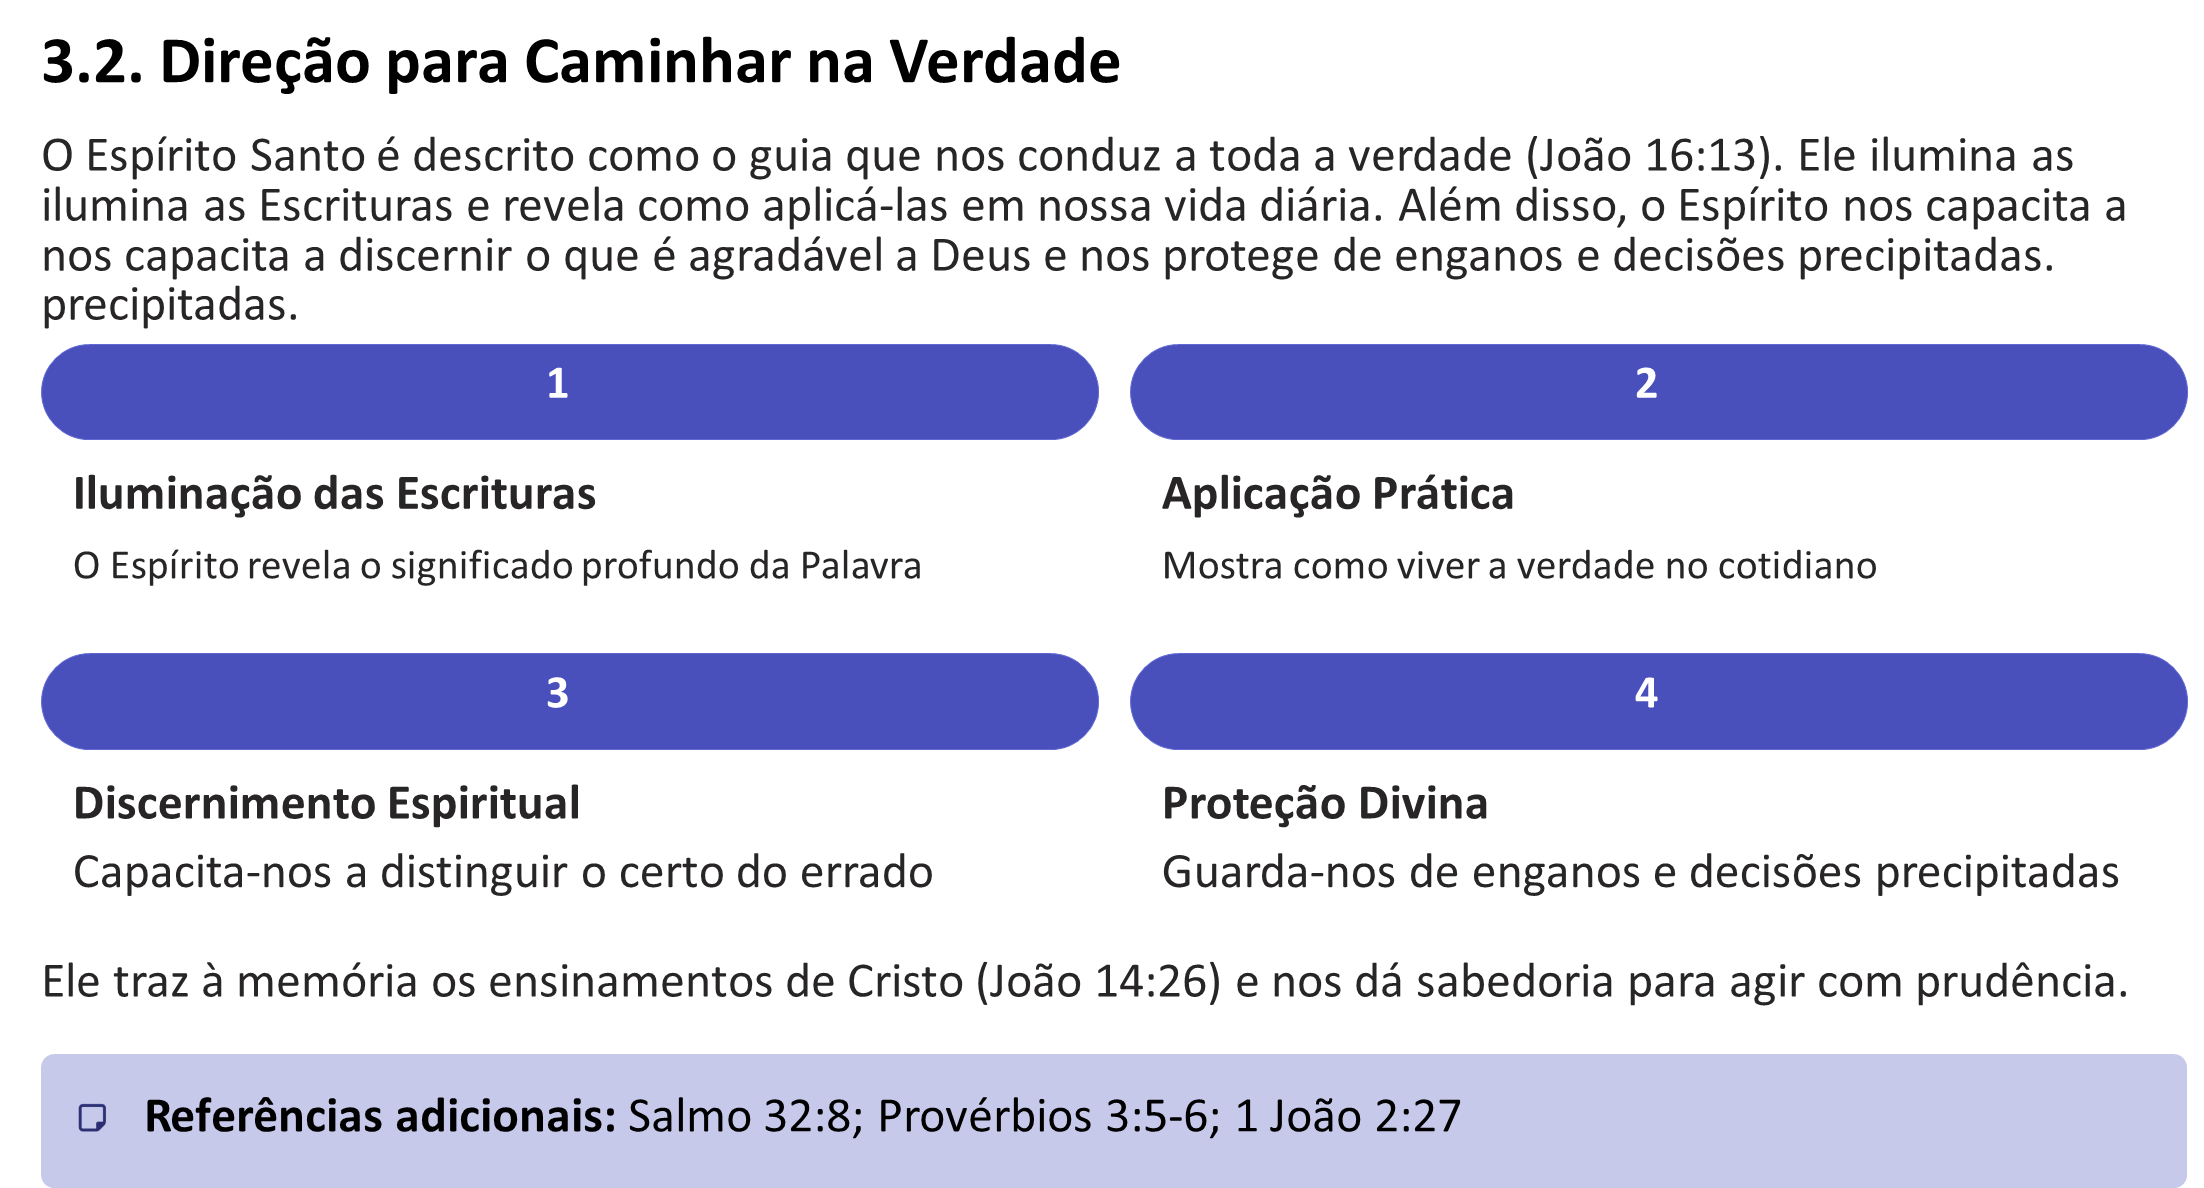 3.2. Direção para Caminhar na Verdade
O Espírito Santo é descrito como o guia que nos conduz a toda a verdade (João 16:13). Ele ilumina as
ilumina as Escrituras e revela como aplicá-las em nossa vida diária. Além disso, o Espírito nos capacita a
nos capacita a discernir o que é agradável a Deus e nos protege de enganos e decisões precipitadas.
precipitadas.
1
2
Iluminação das Escrituras
Aplicação Prática
O Espírito revela o significado profundo da Palavra
Mostra como viver a verdade no cotidiano
3
4
Discernimento Espiritual
Proteção Divina
Capacita-nos a distinguir o certo do errado
Guarda-nos de enganos e decisões precipitadas
Ele traz à memória os ensinamentos de Cristo (João 14:26) e nos dá sabedoria para agir com prudência.
Referências adicionais: Salmo 32:8; Provérbios 3:5-6; 1 João 2:27